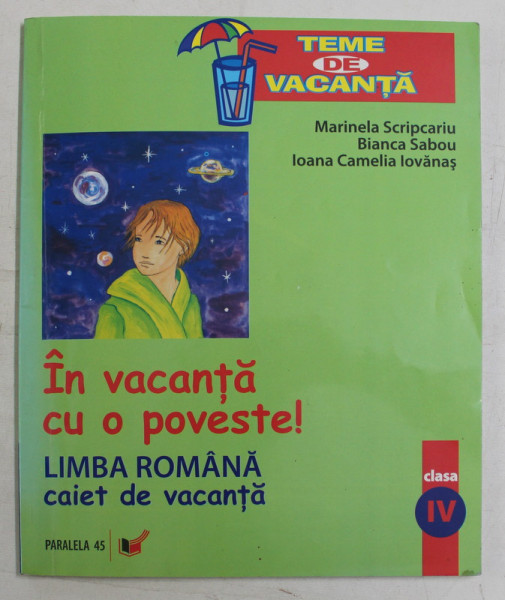 TEME
DE
VACANȚĂ
Marinela Scripcariu
Bianca Sabou
Ioana Camelia Iovănaș
În vacanță
cu o poveste!
LIMBA ROMÂNĂ
caiet de vacanță
clasa
IV
PARALELA 45